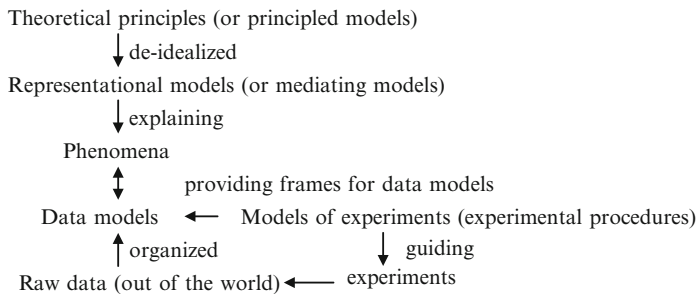 Theoretical principles (or principled models)
de-idealized
Representational models (or mediating models)
explaining
Phenomena
providing frames for data models
Data models Models of experiments (experimental procedures)
organized guiding
Raw data (out of the world) experiments